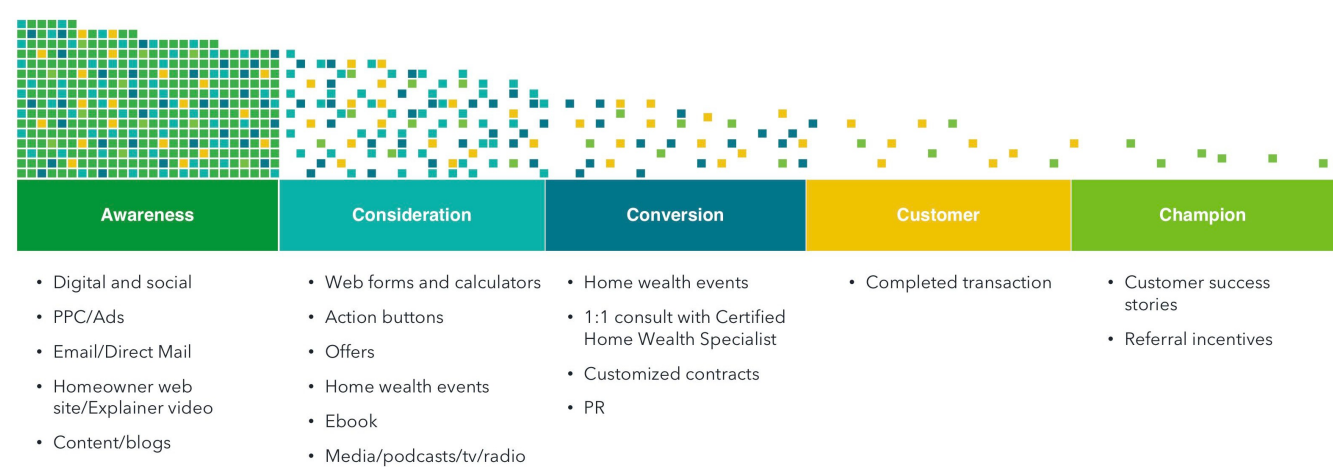 Awareness
Consideration
Conversion
Customer
Champion
• Digital and social
• PPC/Ads
• Email/Direct Mail
• Homeowner web
site/Explainer video
• Content/blogs
• Web forms and calculators
• Action buttons
• Offers
• Home wealth events
• Ebook
• Media/podcasts/tv/radio
• Home wealth events
• 1:1 consult with Certified
Home Wealth Specialist
• Customized contracts
• PR
• Completed transaction
• Customer success
stories
• Referral incentives